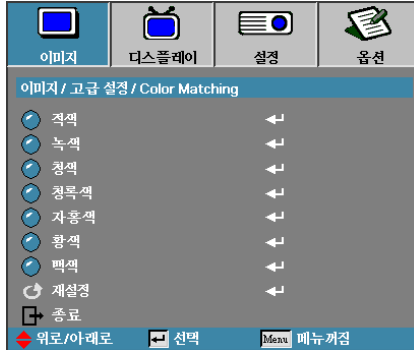 이미지 디스플레이 설정 옵션
이미지 / 고급 설정 / Color Matching
적색
녹색
청색
청록색
자홍색
황색
백색
재설정
종료
위로/아래로 선택 Menu 메뉴꺼짐